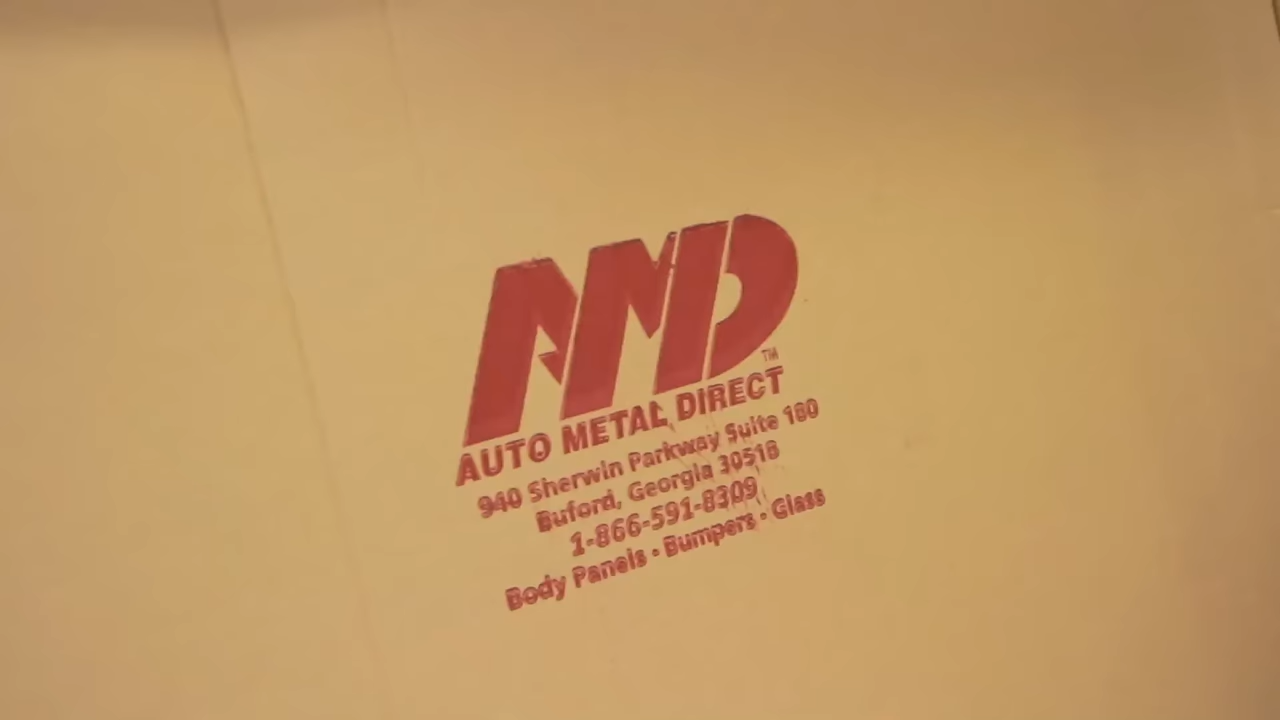 AMD
TM
AUTO METAL DIRECT
940 Sherwin Parkway Suite 180
Buford, Georgia 30518
1-866-591-8309
Body Panels · Bumpers · Glass